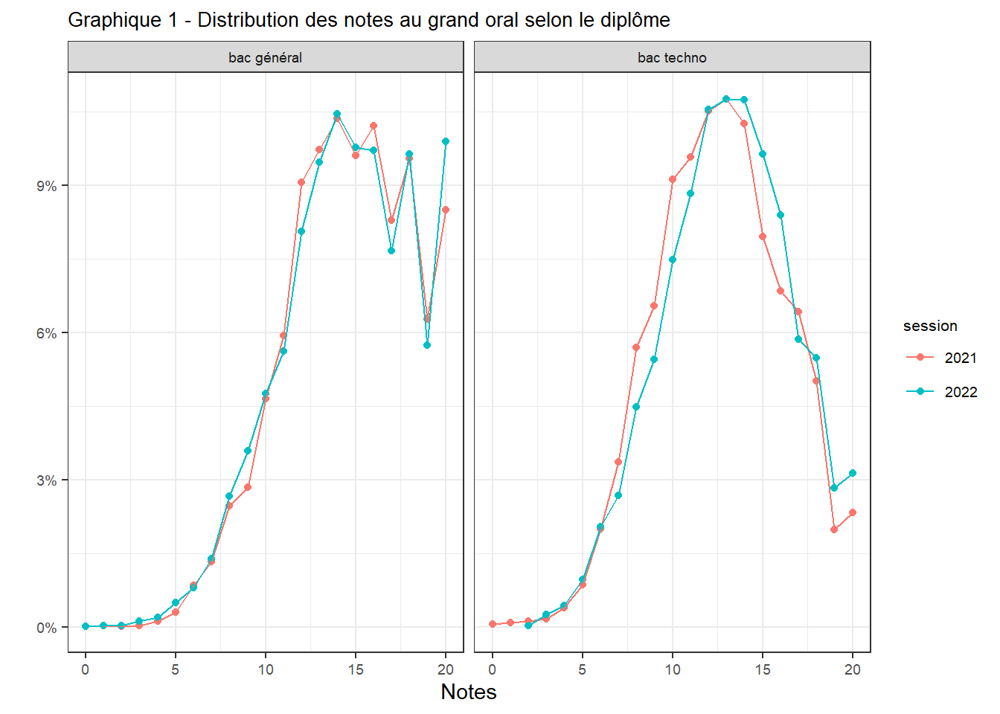 Graphique 1 - Distribution des notes au grand oral selon le diplôme
bac général
bac techno
9%
6%
3%
0%
0 5 10 15 20
0 5 10 15 20
Notes
session
2021
2022